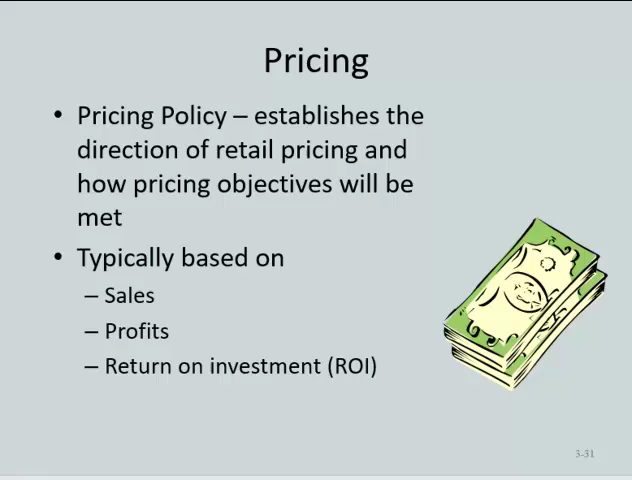 Pricing
• Pricing Policy – establishes the
direction of retail pricing and
how pricing objectives will be
met
• Typically based on
– Sales
– Profits
– Return on investment (ROI)
3-31